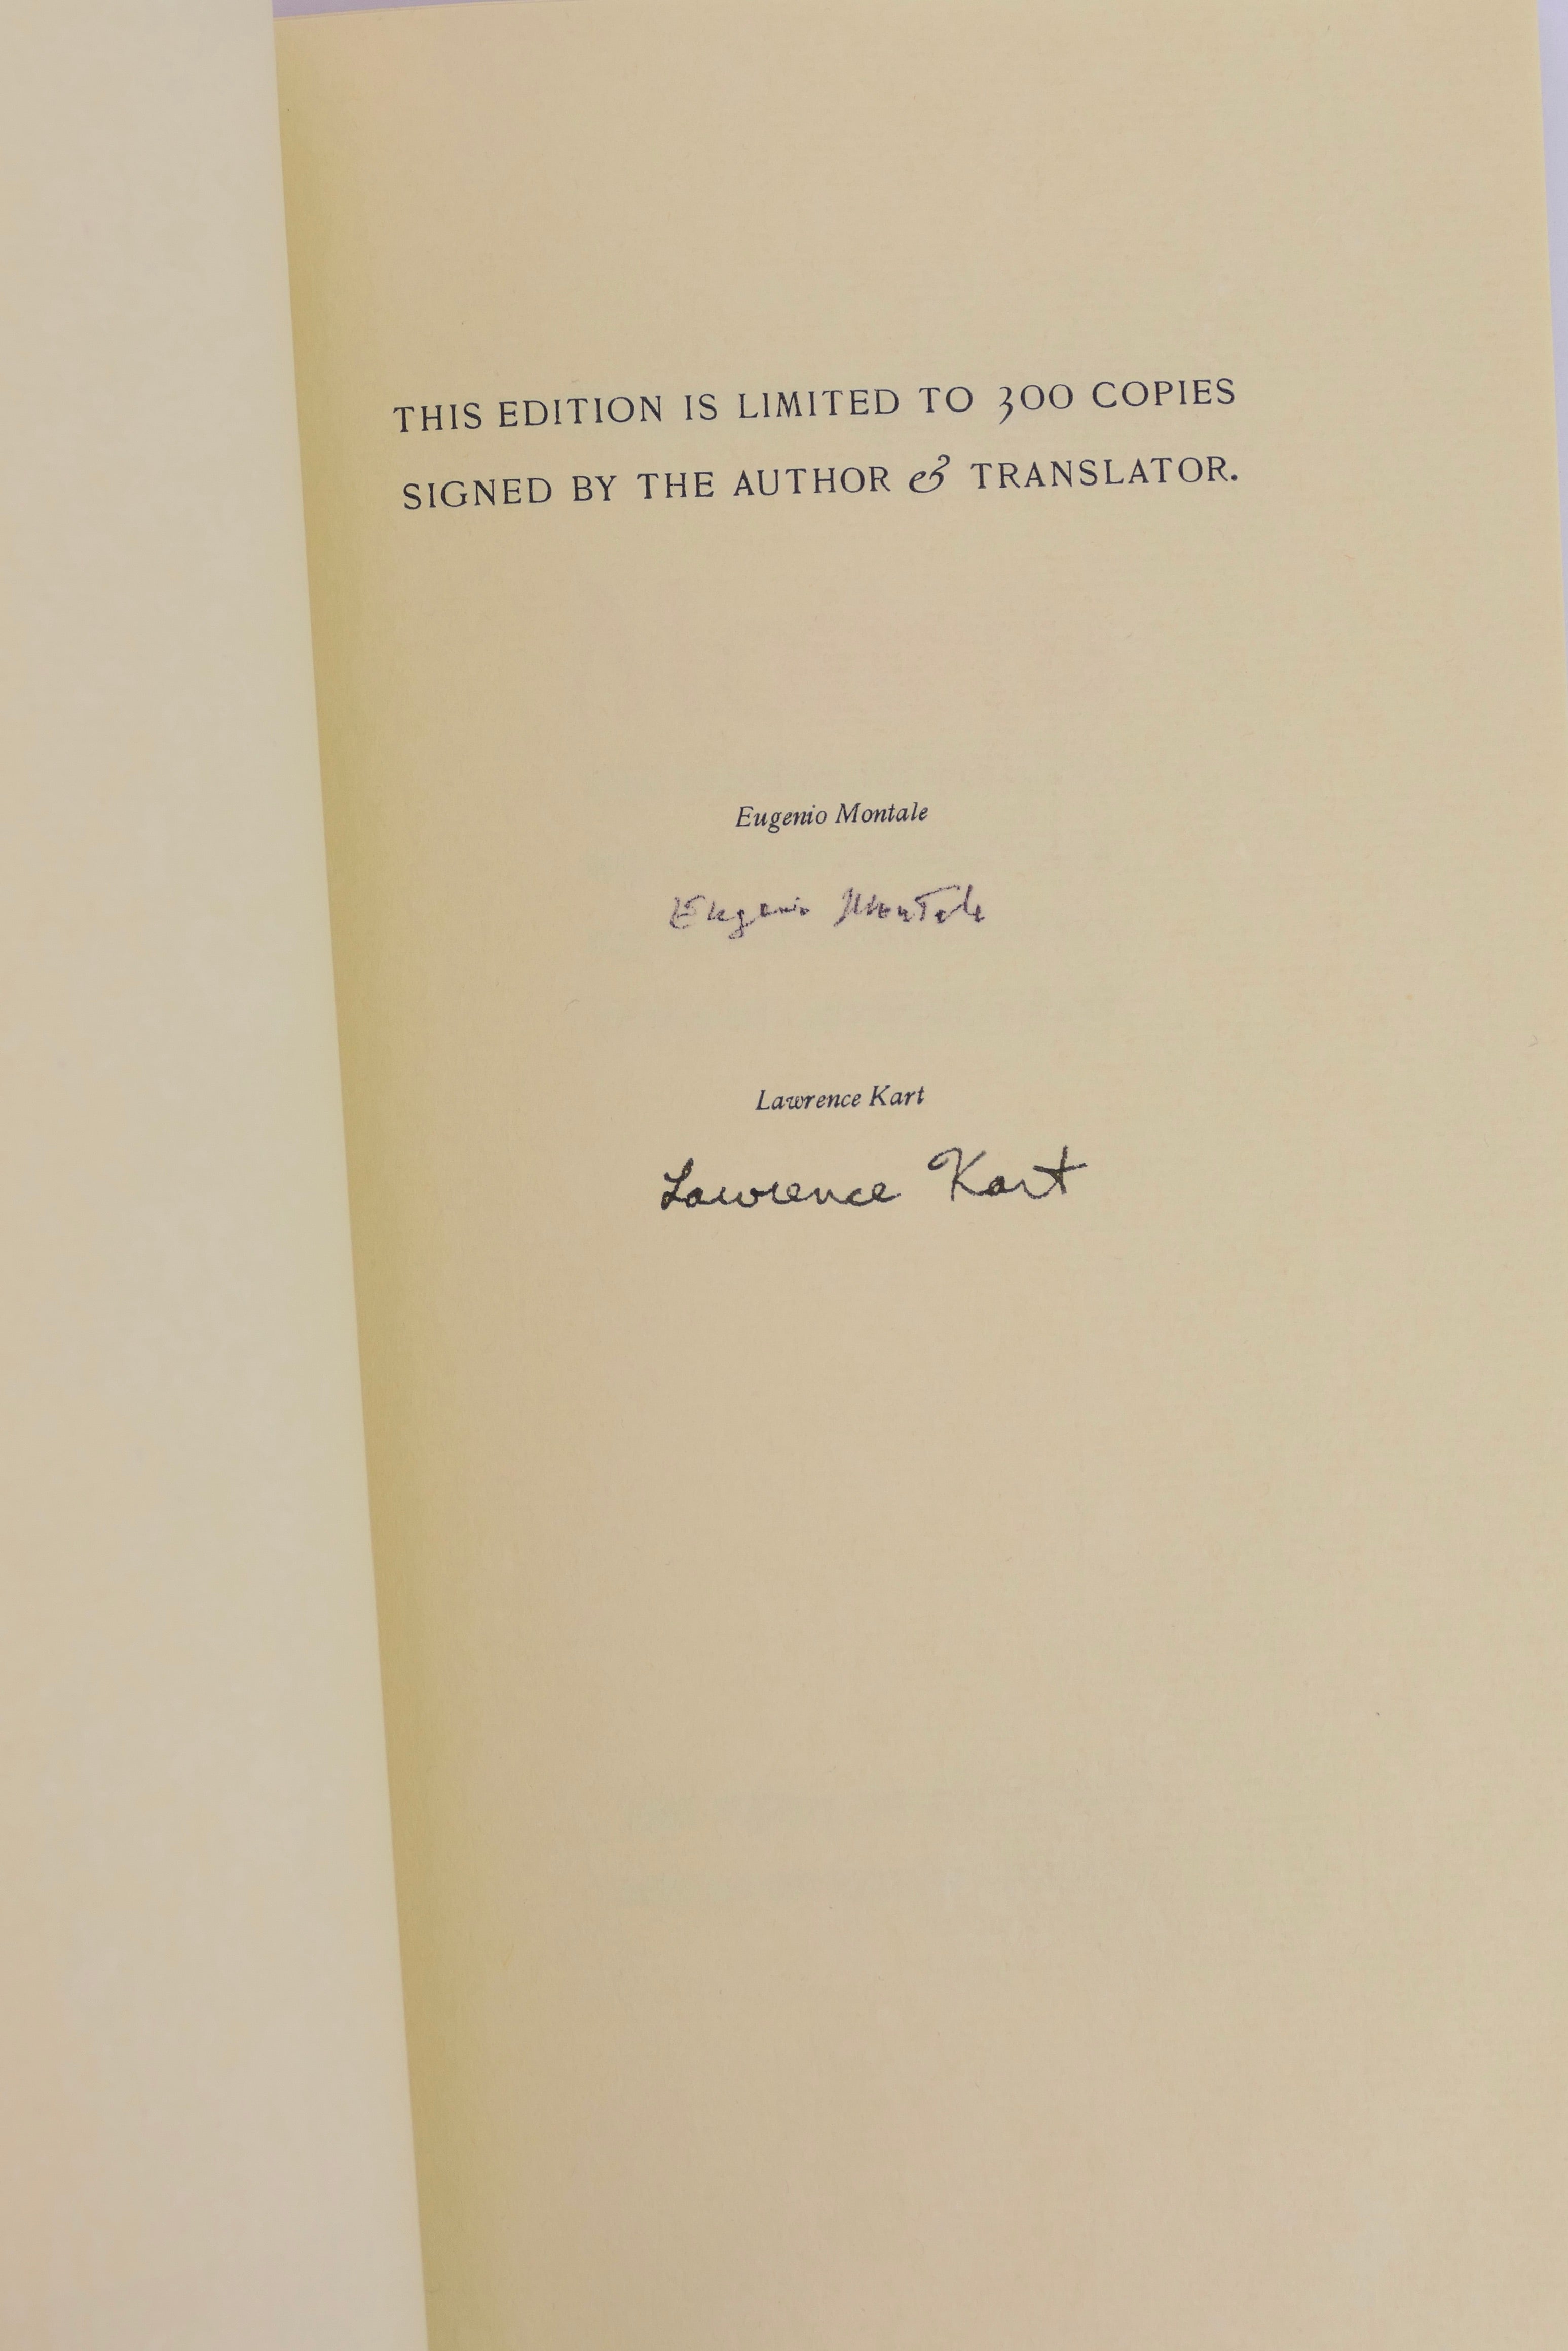 THIS EDITION IS LIMITED TO 300 COPIES
SIGNED BY THE AUTHOR & TRANSLATOR.
Eugenio Montale
Eugenio Montale
Lawrence Kart
Lawrence Kart